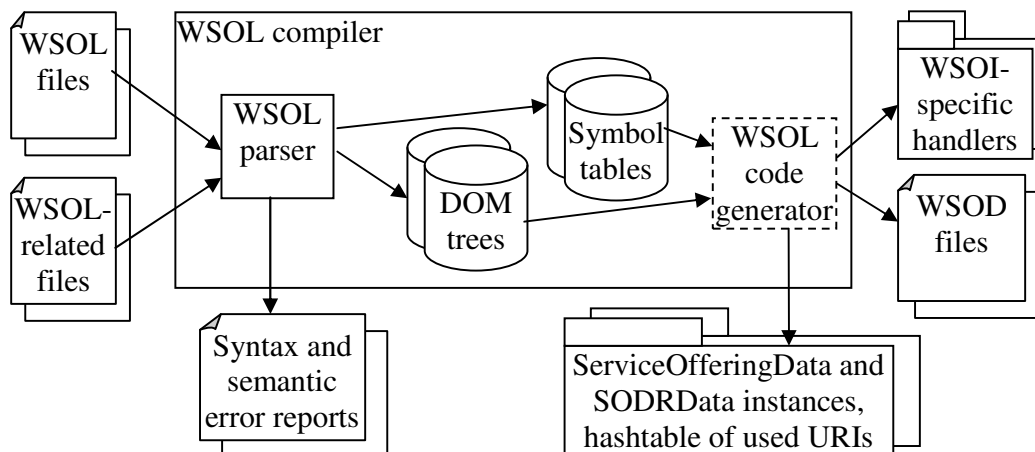 WSOL compiler
WSOL
files
WSOL-
related
files
WSOL
parser
Symbol
tables
DOM
trees
WSOL
code
generator
WSOI-
specific
handlers
WSOD
files
Syntax and
semantic
error reports
ServiceOfferingData and
SODRData instances,
hashtable of used URIs